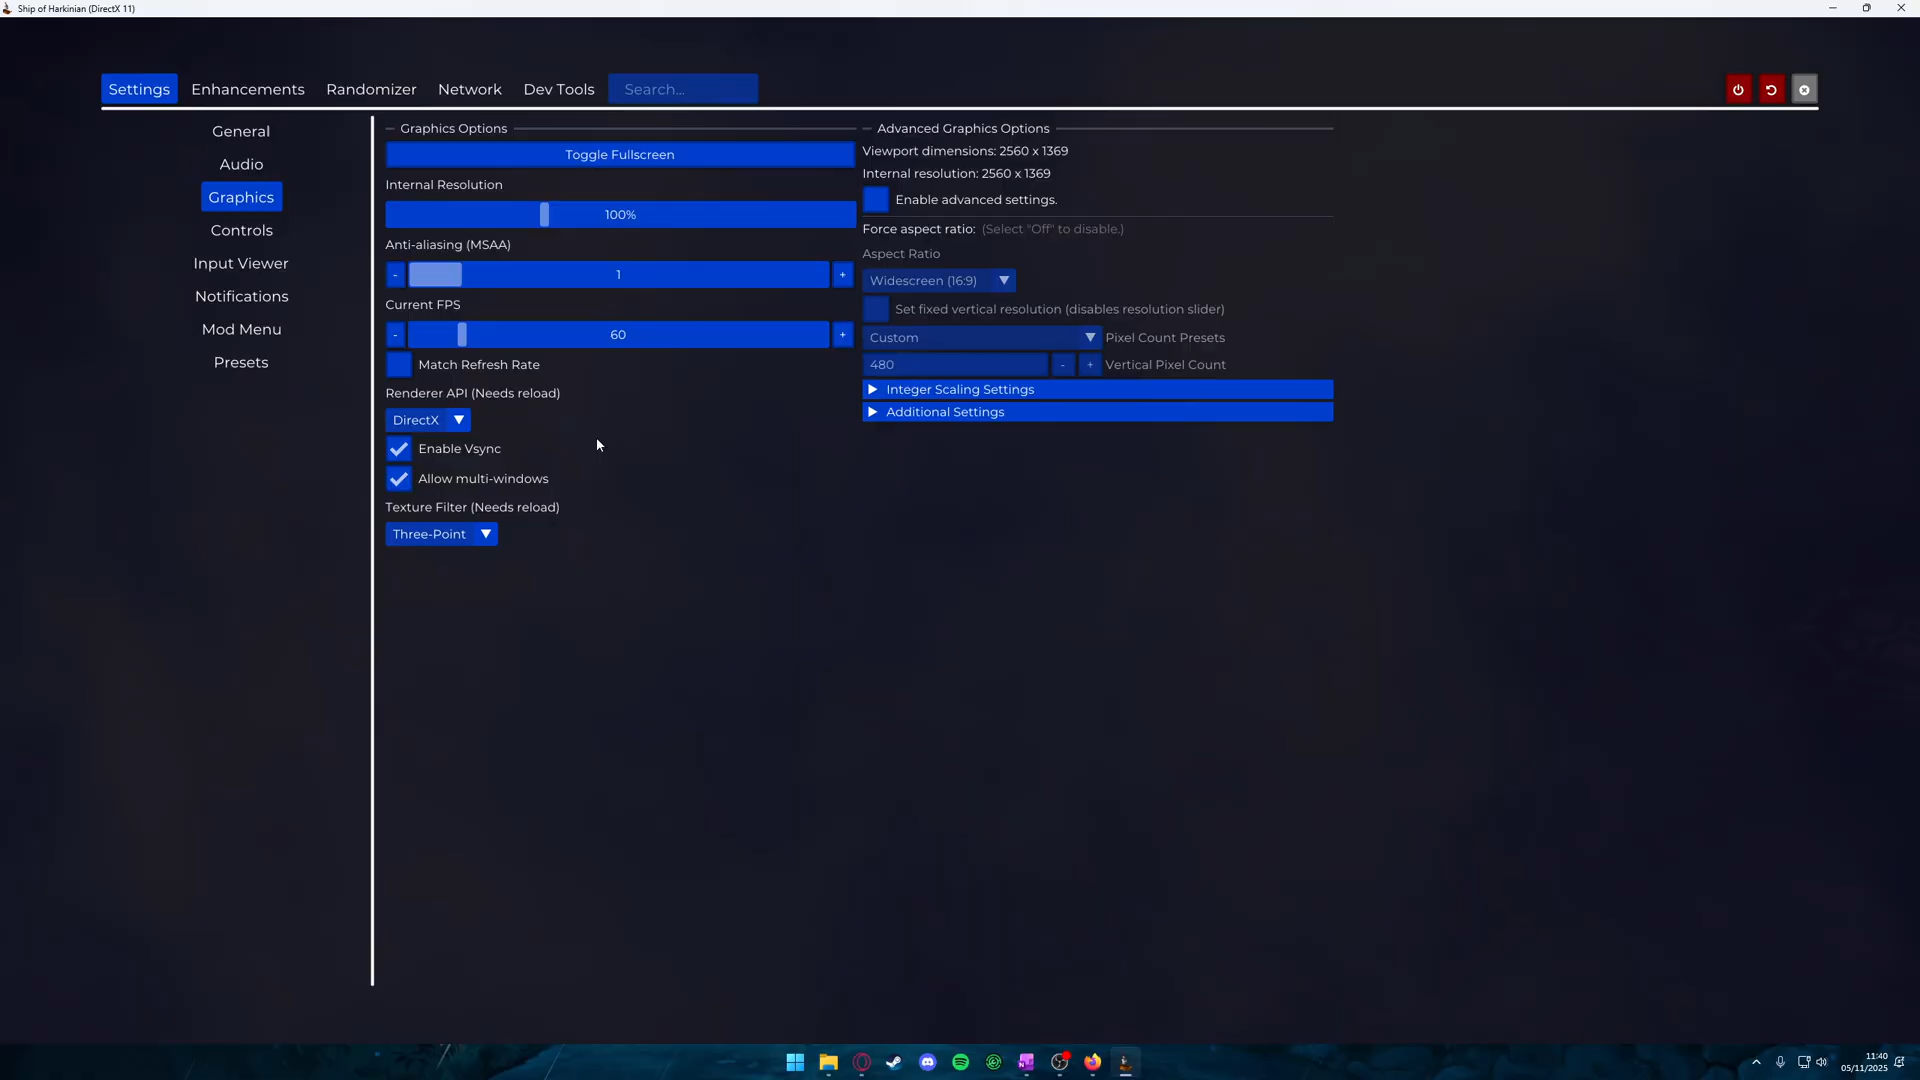 Ship of Harkinian (DirectX 11)
Settings Enhancements Randomizer Network Dev Tools Search...
General
Audio
Graphics
Controls
Input Viewer
Notifications
Mod Menu
Presets
Graphics Options
Toggle Fullscreen
Internal Resolution
100%
Anti-aliasing (MSAA)
- 1 +
Current FPS
- 60 +
Match Refresh Rate
Renderer API (Needs reload)
DirectX
Enable Vsync
Allow multi-windows
Texture Filter (Needs reload)
Three-Point
Advanced Graphics Options
Viewport dimensions: 2560 x 1369
Internal resolution: 2560 x 1369
Enable advanced settings.
Force aspect ratio: (Select "Off" to disable.)
Aspect Ratio
Widescreen (16:9)
Set fixed vertical resolution (disables resolution slider)
Custom Pixel Count Presets
480 - + Vertical Pixel Count
Integer Scaling Settings
Additional Settings
11:40
05/11/2025